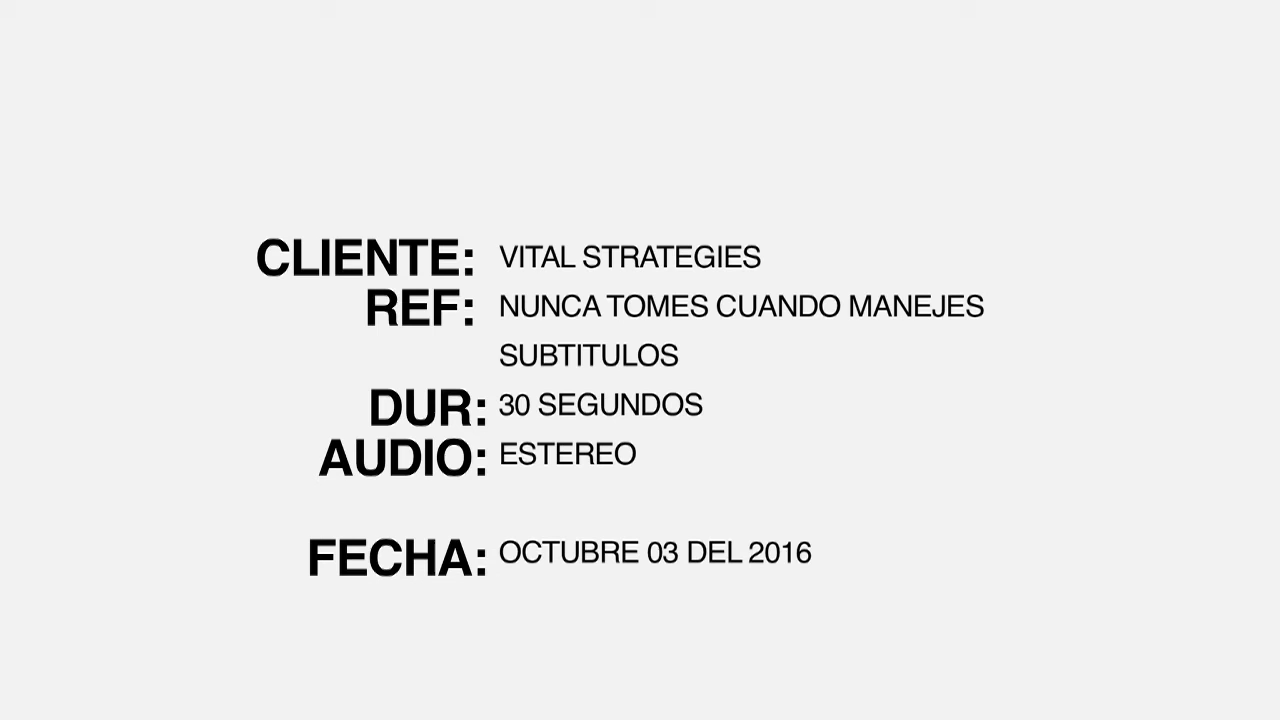 CLIENTE: VITAL STRATEGIES
REF: NUNCA TOMES CUANDO MANEJES
SUBTITULOS
DUR: 30 SEGUNDOS
AUDIO: ESTEREO
FECHA: OCTUBRE 03 DEL 2016